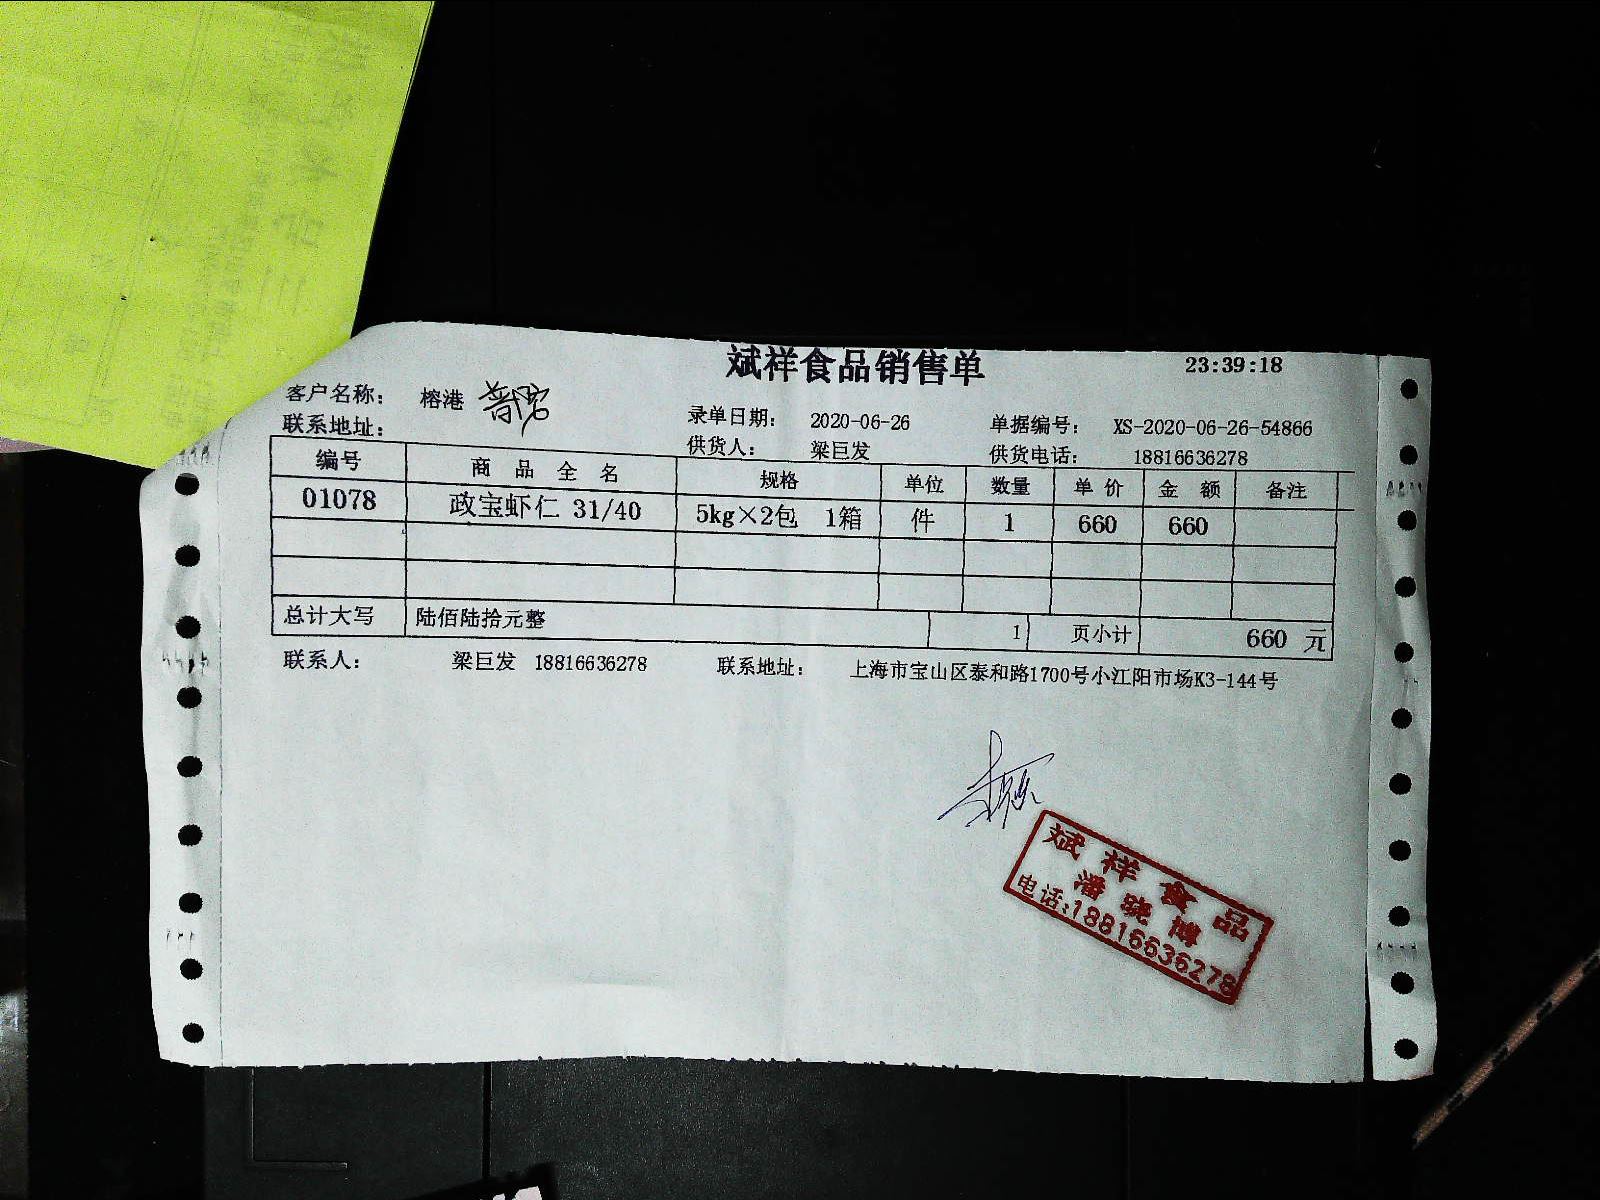 斌祥食品销售单 23:39:18
客户名称： 榕港
联系地址： 录单日期： 2020-06-26 单据编号： XS-2020-06-26-54866
供货人： 梁巨发 供货电话： 18816636278
编号 商品全名 规格 单位 数量 单价 金额 备注
01078 政宝虾仁 31/40 5kg×2包 1箱 件 1 660 660
总计大写 陆佰陆拾元整 1 页小计 660 元
联系人： 梁巨发 18816636278 联系地址： 上海市宝山区泰和路1700号小江阳市场K3-144号
斌祥食品
潘晓博
电话:18816636278